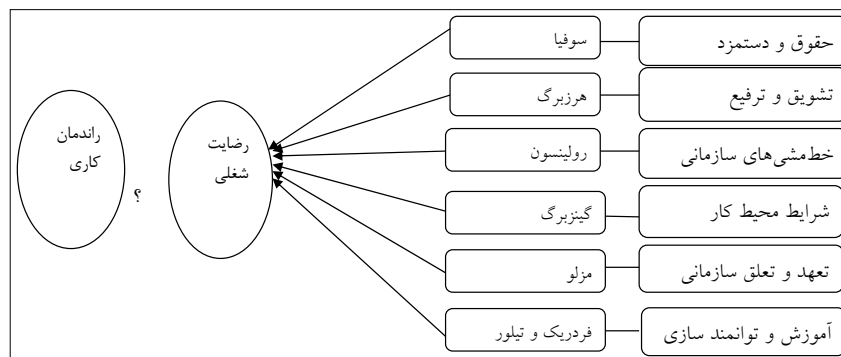 حقوق و دستمزد
سوفیا
تشویق و ترفیع
هرزبرگ
خط‌مشی‌های سازمانی
رولینسون
شرایط محیط کار
گینزبرگ
تعهد و تعلق سازمانی
مزلو
آموزش و توانمند سازی
فردریک و تیلور
رضایت
شغلی
؟
راندمان
کاری